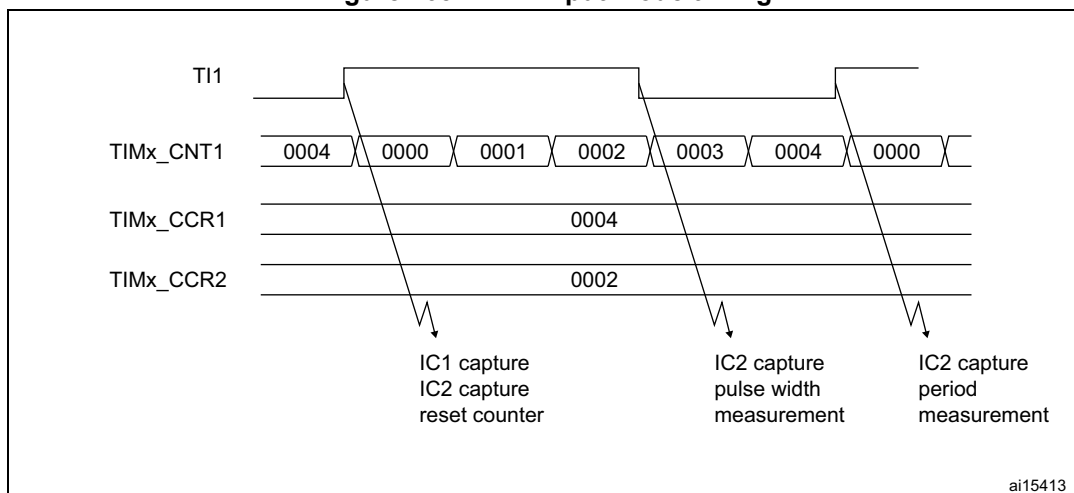 TI1
TIMx_CNT1 0004 0000 0001 0002 0003 0004 0000
TIMx_CCR1 0004
TIMx_CCR2 0002
IC1 capture
IC2 capture
reset counter
IC2 capture
pulse width
measurement
IC2 capture
period
measurement
ai15413